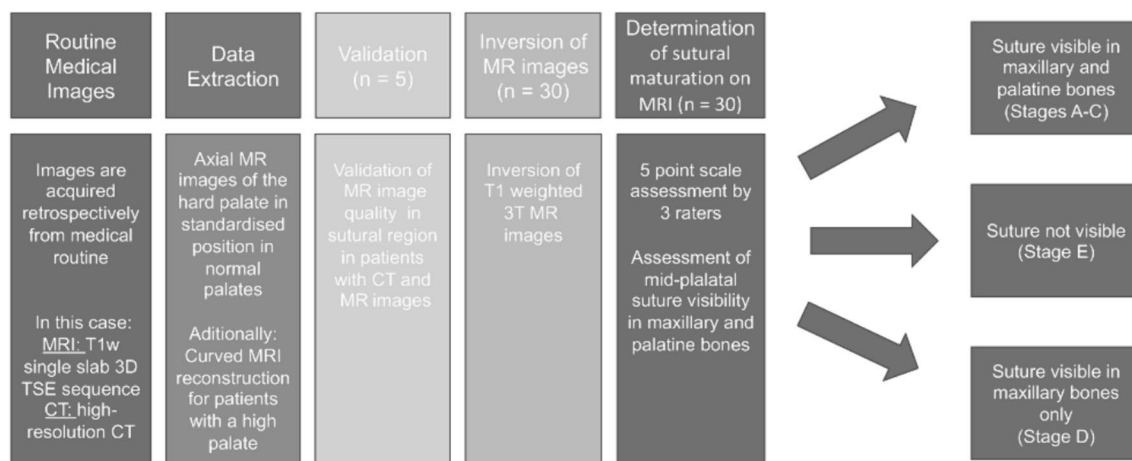 Routine
Medical
Images
Data
Extraction
Validation
(n = 5)
Inversion of
MR images
(n = 30)
Determination
of sutural
maturation on
MRI (n = 30)
Images are
acquired
retrospectively
from medical
routine
In this case:
MRI: T1w
single slab 3D
TSE sequence
CT: high-
resolution CT
Axial MR
images of the
hard palate in
standardised
position in
normal
palates
Aditionally:
Curved MRI
reconstruction
for patients
with a high
palate
Validation of
MR image
quality in
sutural region
in patients
with CT and
MR images
Inversion of
T1 weighted
3T MR
images
5 point scale
assessment by
3 raters
Assessment of
mid-plalatal
suture visibility
in maxillary and
palatine bones
Suture visible in
maxillary and
palatine bones
(Stages A-C)
Suture not visible
(Stage E)
Suture visible in
maxillary bones
only
(Stage D)